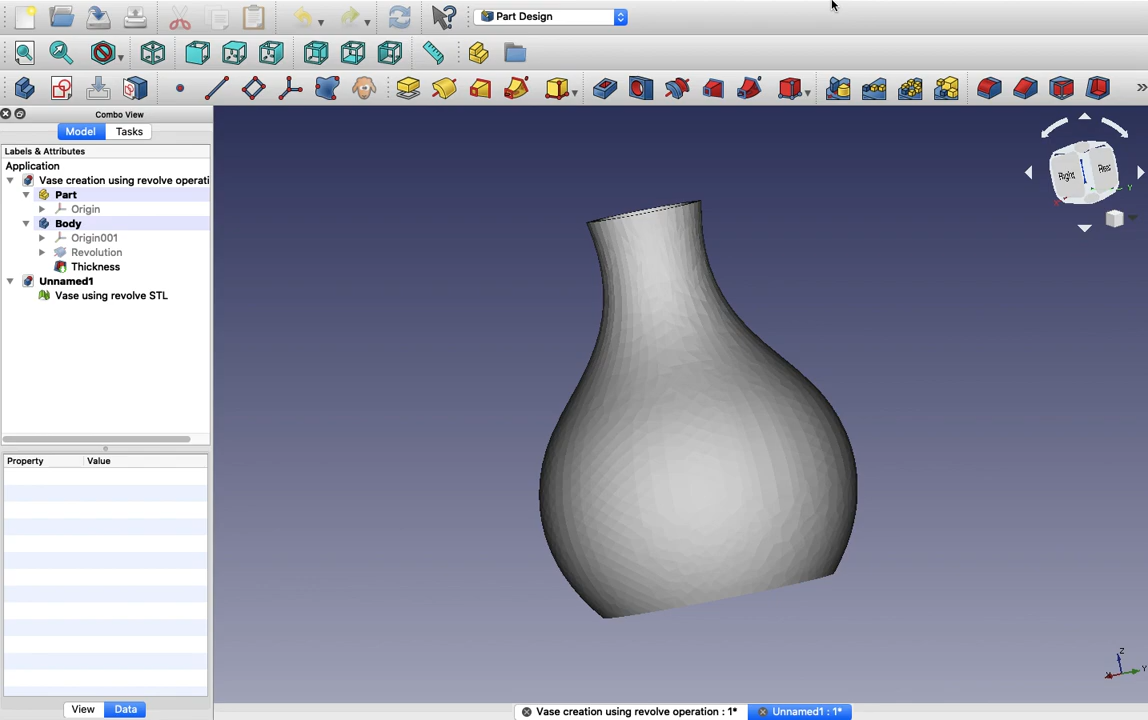 Part Design
Combo View
Model
Tasks
Labels & Attributes
Application
Vase creation using revolve operati
Part
Origin
Body
Origin001
Revolution
Thickness
Unnamed1
Vase using revolve STL
Property
Value
View
Data
Right
Rear
Y
Z
Y
X
Vase creation using revolve operation : 1*
Unnamed1 : 1*